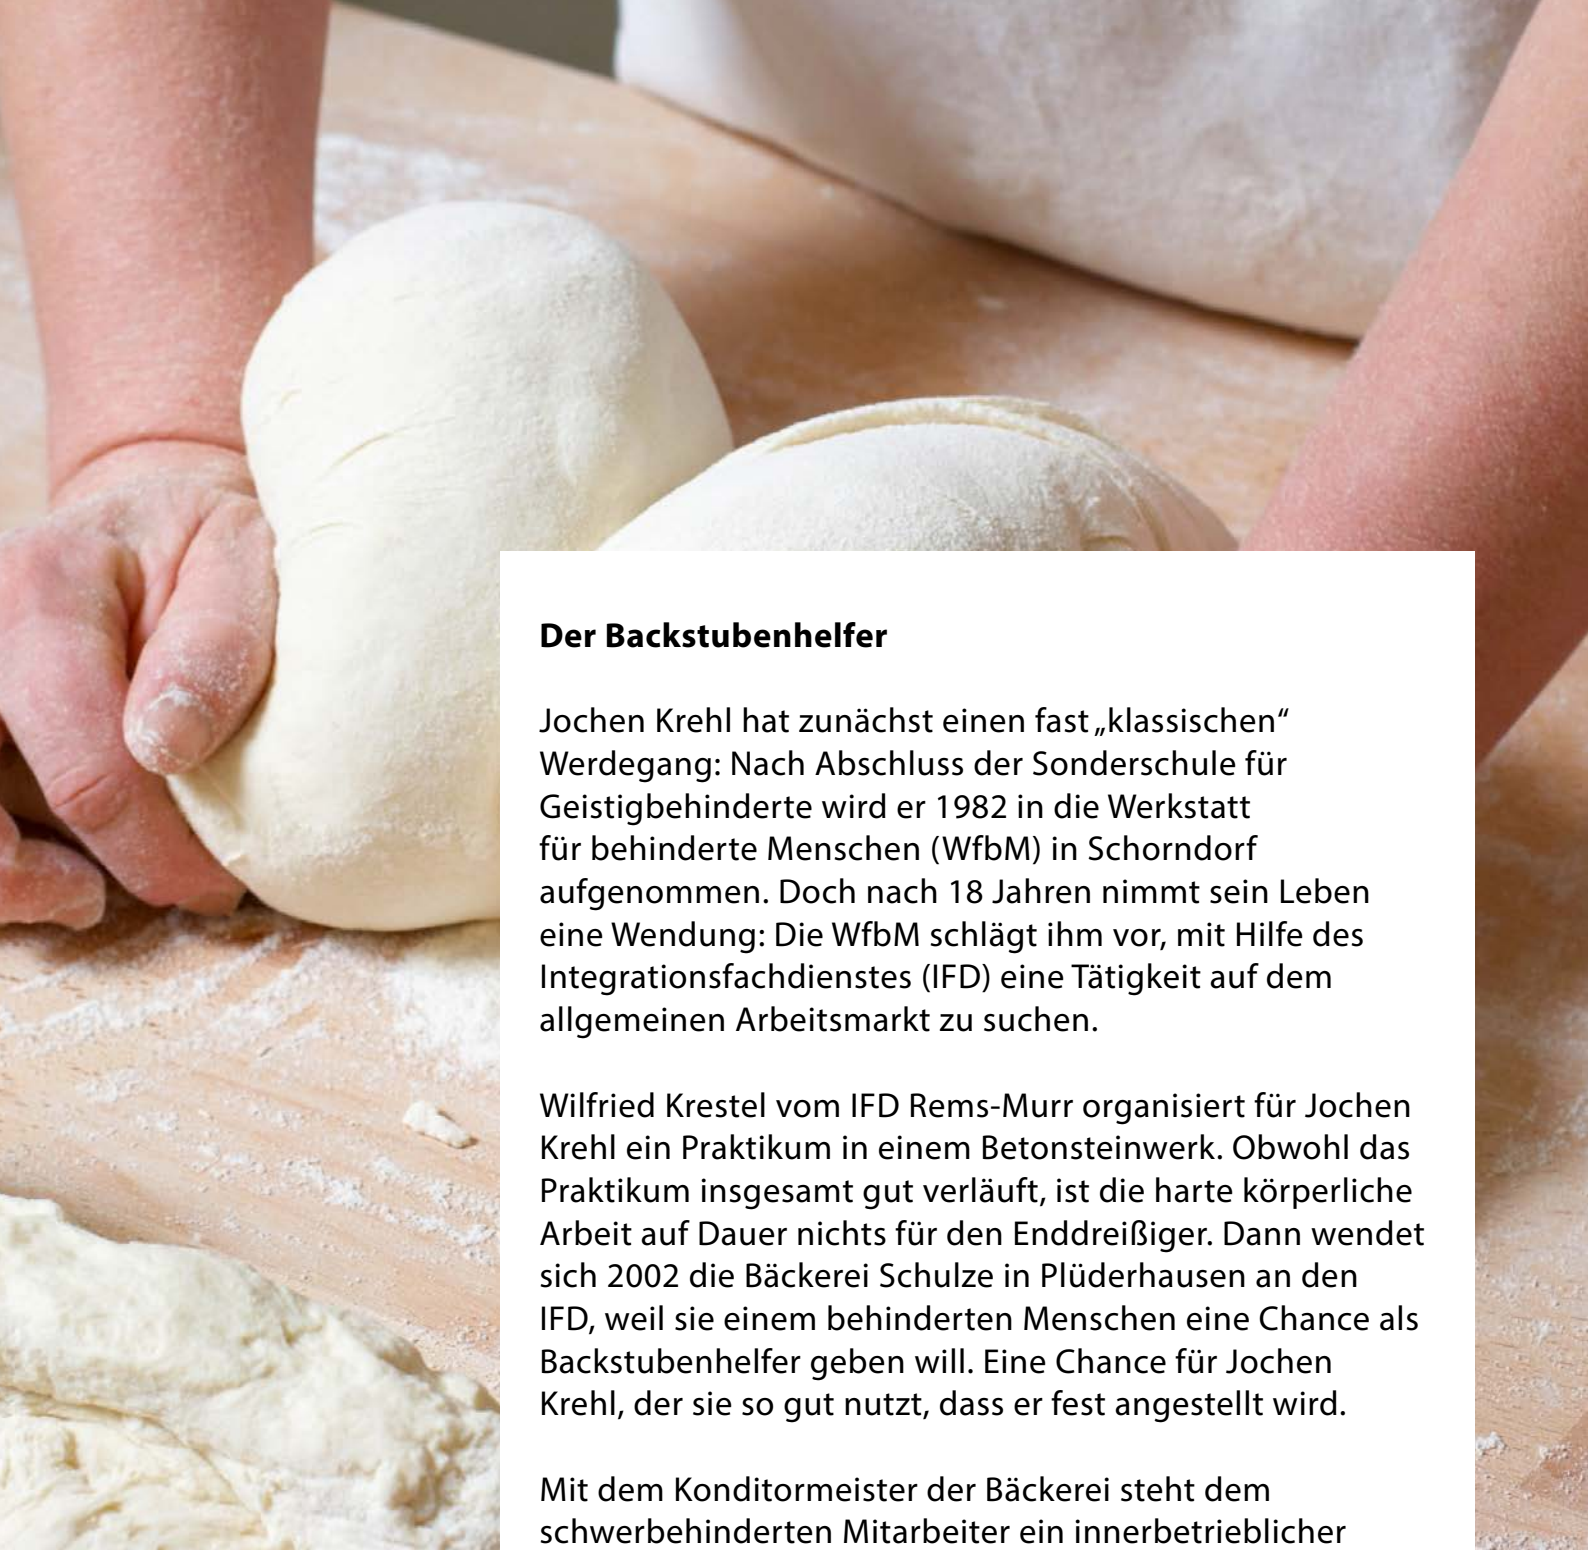 Der Backstubenhelfer
Jochen Krehl hat zunächst einen fast „klassischen“
Werdegang: Nach Abschluss der Sonderschule für
Geistigbehinderte wird er 1982 in die Werkstatt
für behinderte Menschen (WfbM) in Schorndorf
aufgenommen. Doch nach 18 Jahren nimmt sein Leben
eine Wendung: Die WfbM schlägt ihm vor, mit Hilfe des
Integrationsfachdienstes (IFD) eine Tätigkeit auf dem
allgemeinen Arbeitsmarkt zu suchen.
Wilfried Krestel vom IFD Rems-Murr organisiert für Jochen
Krehl ein Praktikum in einem Betonsteinwerk. Obwohl das
Praktikum insgesamt gut verläuft, ist die harte körperliche
Arbeit auf Dauer nichts für den Enddreißiger. Dann wendet
sich 2002 die Bäckerei Schulze in Plüderhausen an den
IFD, weil sie einem behinderten Menschen eine Chance als
Backstubenhelfer geben will. Eine Chance für Jochen
Krehl, der sie so gut nutzt, dass er fest angestellt wird.
Mit dem Konditormeister der Bäckerei steht dem
schwerbehinderten Mitarbeiter ein innerbetrieblicher